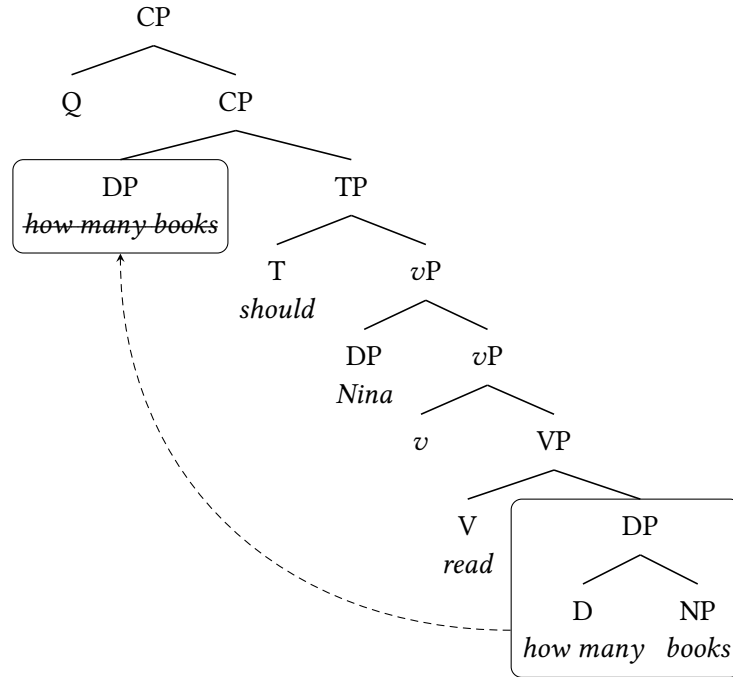 CP
Q CP
DP TP
how many books
T vP
should
DP vP
Nina
v VP
V DP
read
D NP
how many books